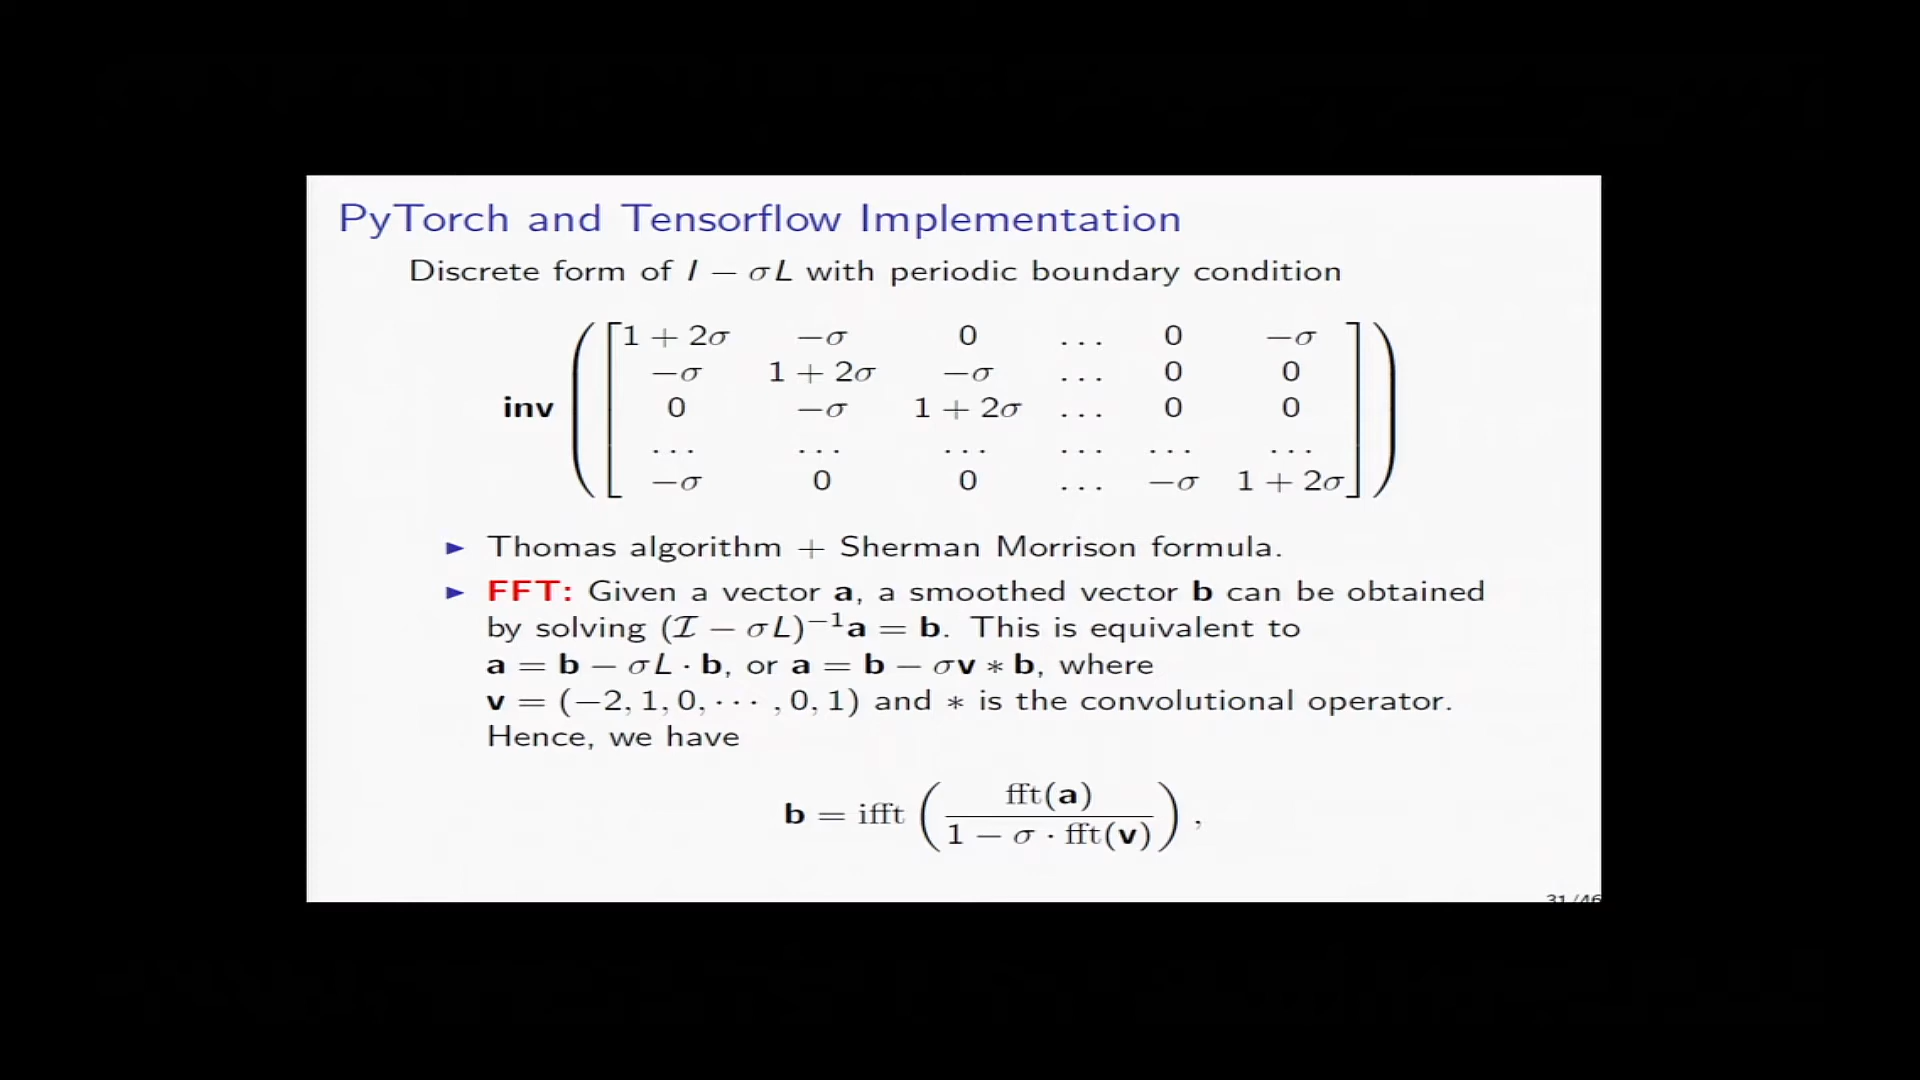 PyTorch and Tensorflow Implementation
Discrete form of I − σL with periodic boundary condition
1 + 2σ −σ 0 ... 0 −σ
−σ 1 + 2σ −σ ... 0 0
inv 0 −σ 1 + 2σ ... 0 0
... ... ... ... ... ...
−σ 0 0 ... −σ 1 + 2σ
▶ Thomas algorithm + Sherman Morrison formula.
▶ FFT: Given a vector a, a smoothed vector b can be obtained
by solving (I − σL)⁻¹a = b. This is equivalent to
a = b − σL · b, or a = b − σv ∗ b, where
v = (−2, 1, 0, ⋯ , 0, 1) and ∗ is the convolutional operator.
Hence, we have
b = ifft ( fft(a) / 1 − σ · fft(v) ) ,
31/46